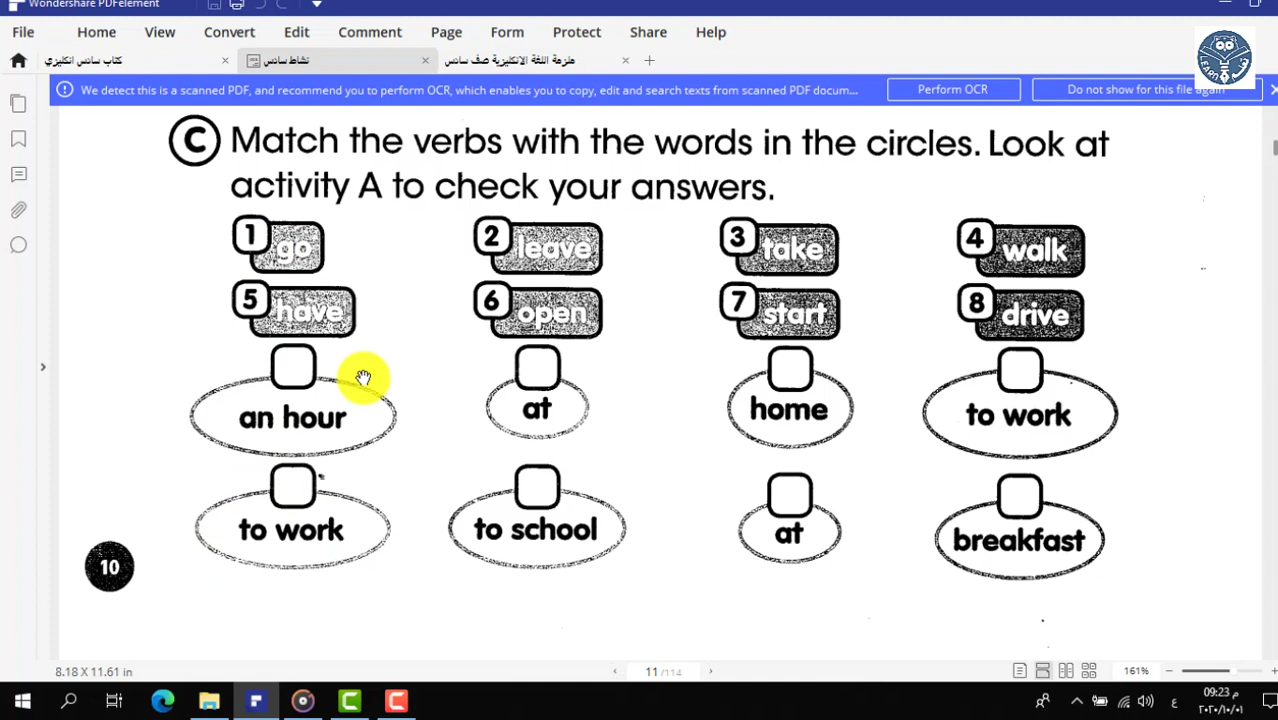 Wondershare PDFelement
File Home View Convert Edit Comment Page Form Protect Share Help
كتاب سادس انكليزي × نشاط سادس × هلزمة اللغة الانكليزية صف سادس × +
We detect this is a scanned PDF, and recommend you to perform OCR, which enables you to copy, edit and search texts from scanned PDF docum... Perform OCR Do not show for this file again ×
LEARN
C Match the verbs with the words in the circles. Look at
activity A to check your answers.
1 go 2 leave 3 take 4 walk
5 have 6 open 7 start 8 drive
an hour at home to work
to work to school at breakfast
10
8.18 x 11.61 in 11 /114 161%
09:23 م
٢٠٢٠/١٠/٠١
ع